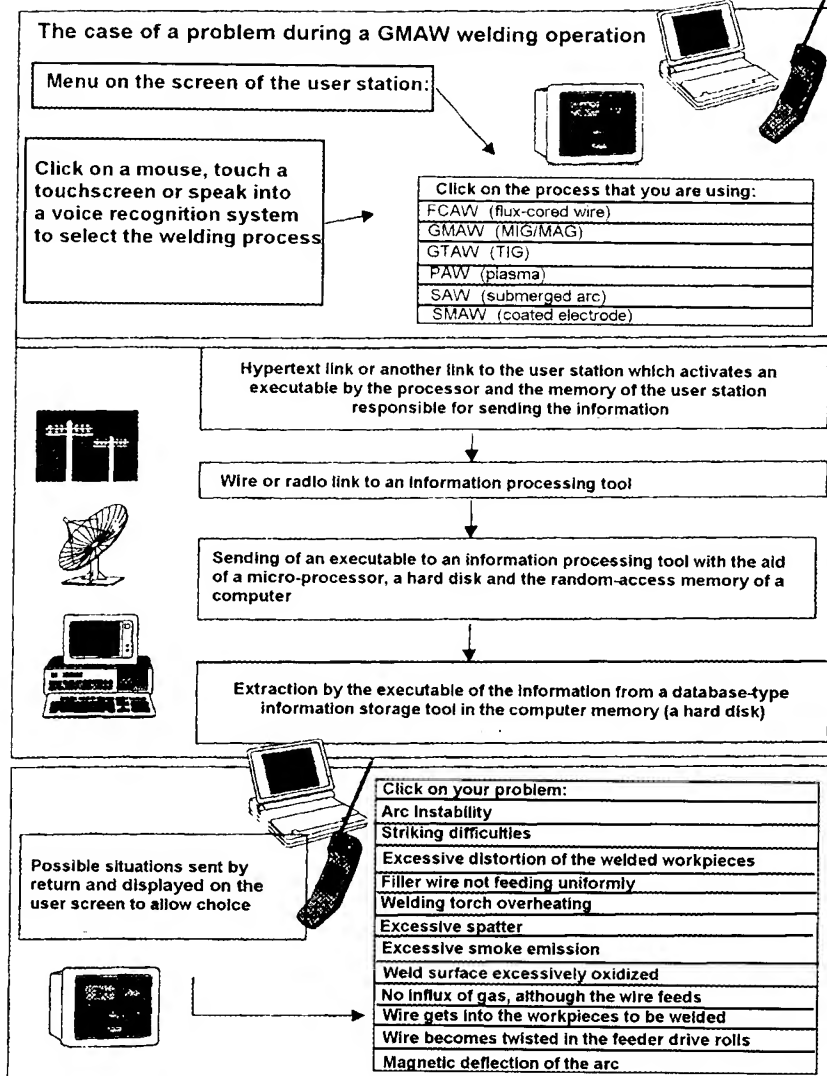 The case of a problem during a GMAW welding operation
Menu on the screen of the user station:
Click on a mouse, touch a
touchscreen or speak into
a voice recognition system
to select the welding process
Click on the process that you are using:
FCAW (flux-cored wire)
GMAW (MIG/MAG)
GTAW (TIG)
PAW (plasma)
SAW (submerged arc)
SMAW (coated electrode)
Hypertext link or another link to the user station which activates an
executable by the processor and the memory of the user station
responsible for sending the information
Wire or radio link to an information processing tool
Sending of an executable to an information processing tool with the aid
of a micro-processor, a hard disk and the random-access memory of a
computer
Extraction by the executable of the information from a database-type
information storage tool in the computer memory (a hard disk)
Possible situations sent by
return and displayed on the
user screen to allow choice
Click on your problem:
Arc Instability
Striking difficulties
Excessive distortion of the welded workpieces
Filler wire not feeding uniformly
Welding torch overheating
Excessive spatter
Excessive smoke emission
Weld surface excessively oxidized
No influx of gas, although the wire feeds
Wire gets into the workpieces to be welded
Wire becomes twisted in the feeder drive rolls
Magnetic deflection of the arc